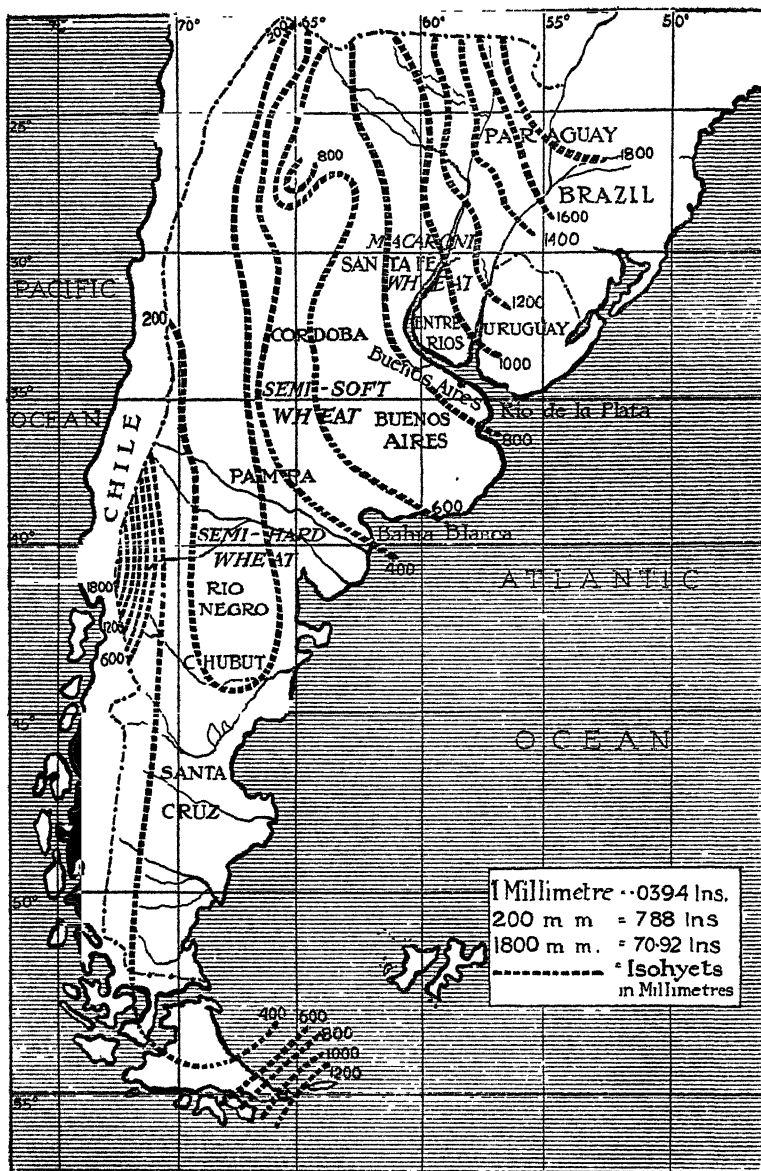 70°
65°
60°
55°
50°
25°
200
800
PARAGUAY
1800
BRAZIL
1600
1400
30°
MACARONI
SANTA FE
WHEAT
PACIFIC
200
1200
ENTRE
RIOS
URUGUAY
CORDOBA
1000
Buenos Aires
35°
OCEAN
SEMI-SOFT
WHEAT
BUENOS
AIRES
Rio de la Plata
800
CHILE
PAMPA
600
SEMI-HARD
WHEAT
Bahia Blanca
40°
400
ATLANTIC
1800
RIO
NEGRO
1200
600
CHUBUT
45°
OCEAN
SANTA
CRUZ
50°
1 Millimetre = ·0394 Ins.
200 m m = 7 88 Ins
1800 m m. = 70·92 Ins
= Isohyets
in Millimetres
400
600
800
1000
1200
55°